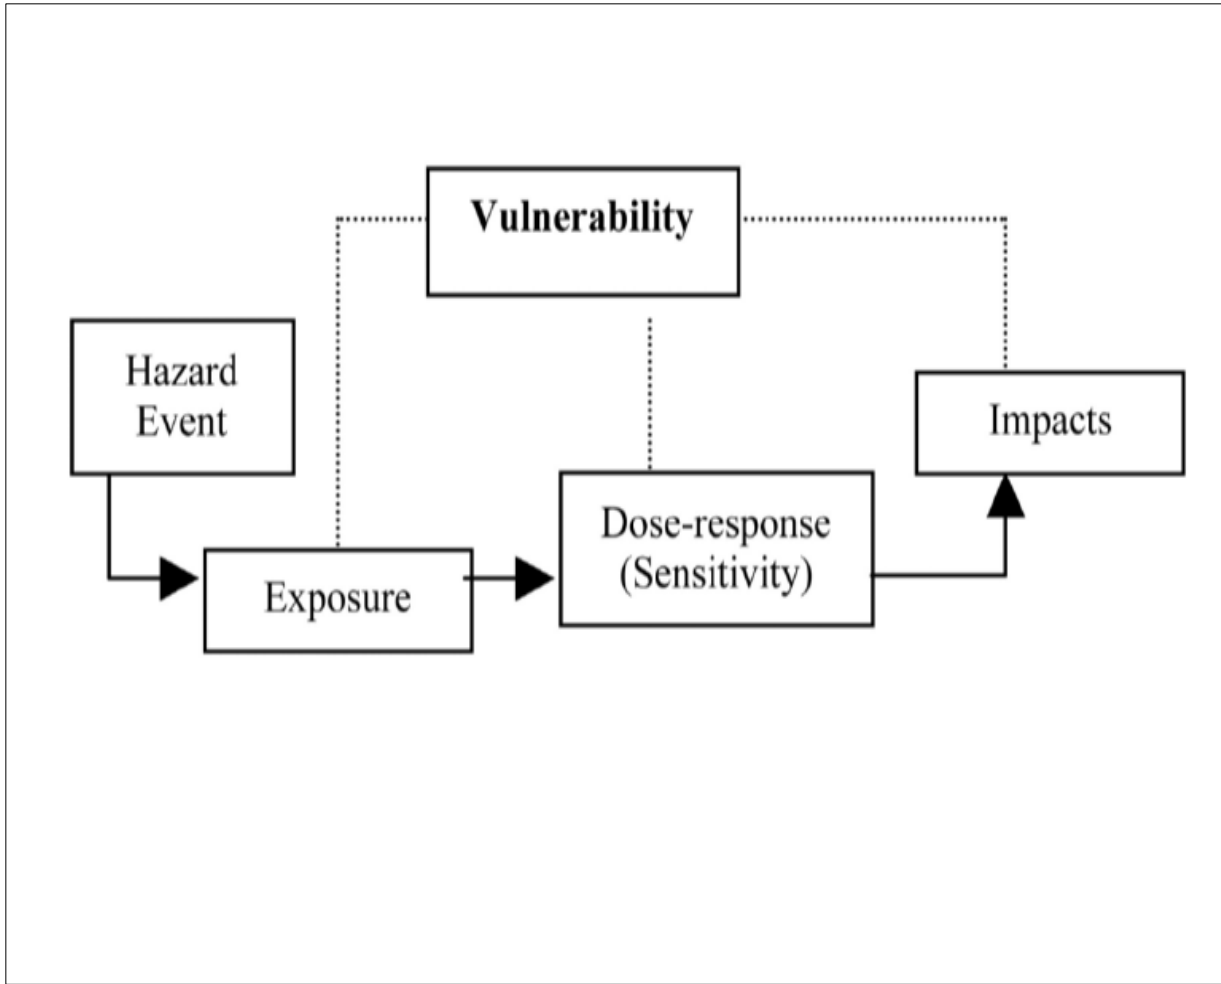 Vulnerability
Hazard
Event
Impacts
Dose-response
(Sensitivity)
Exposure